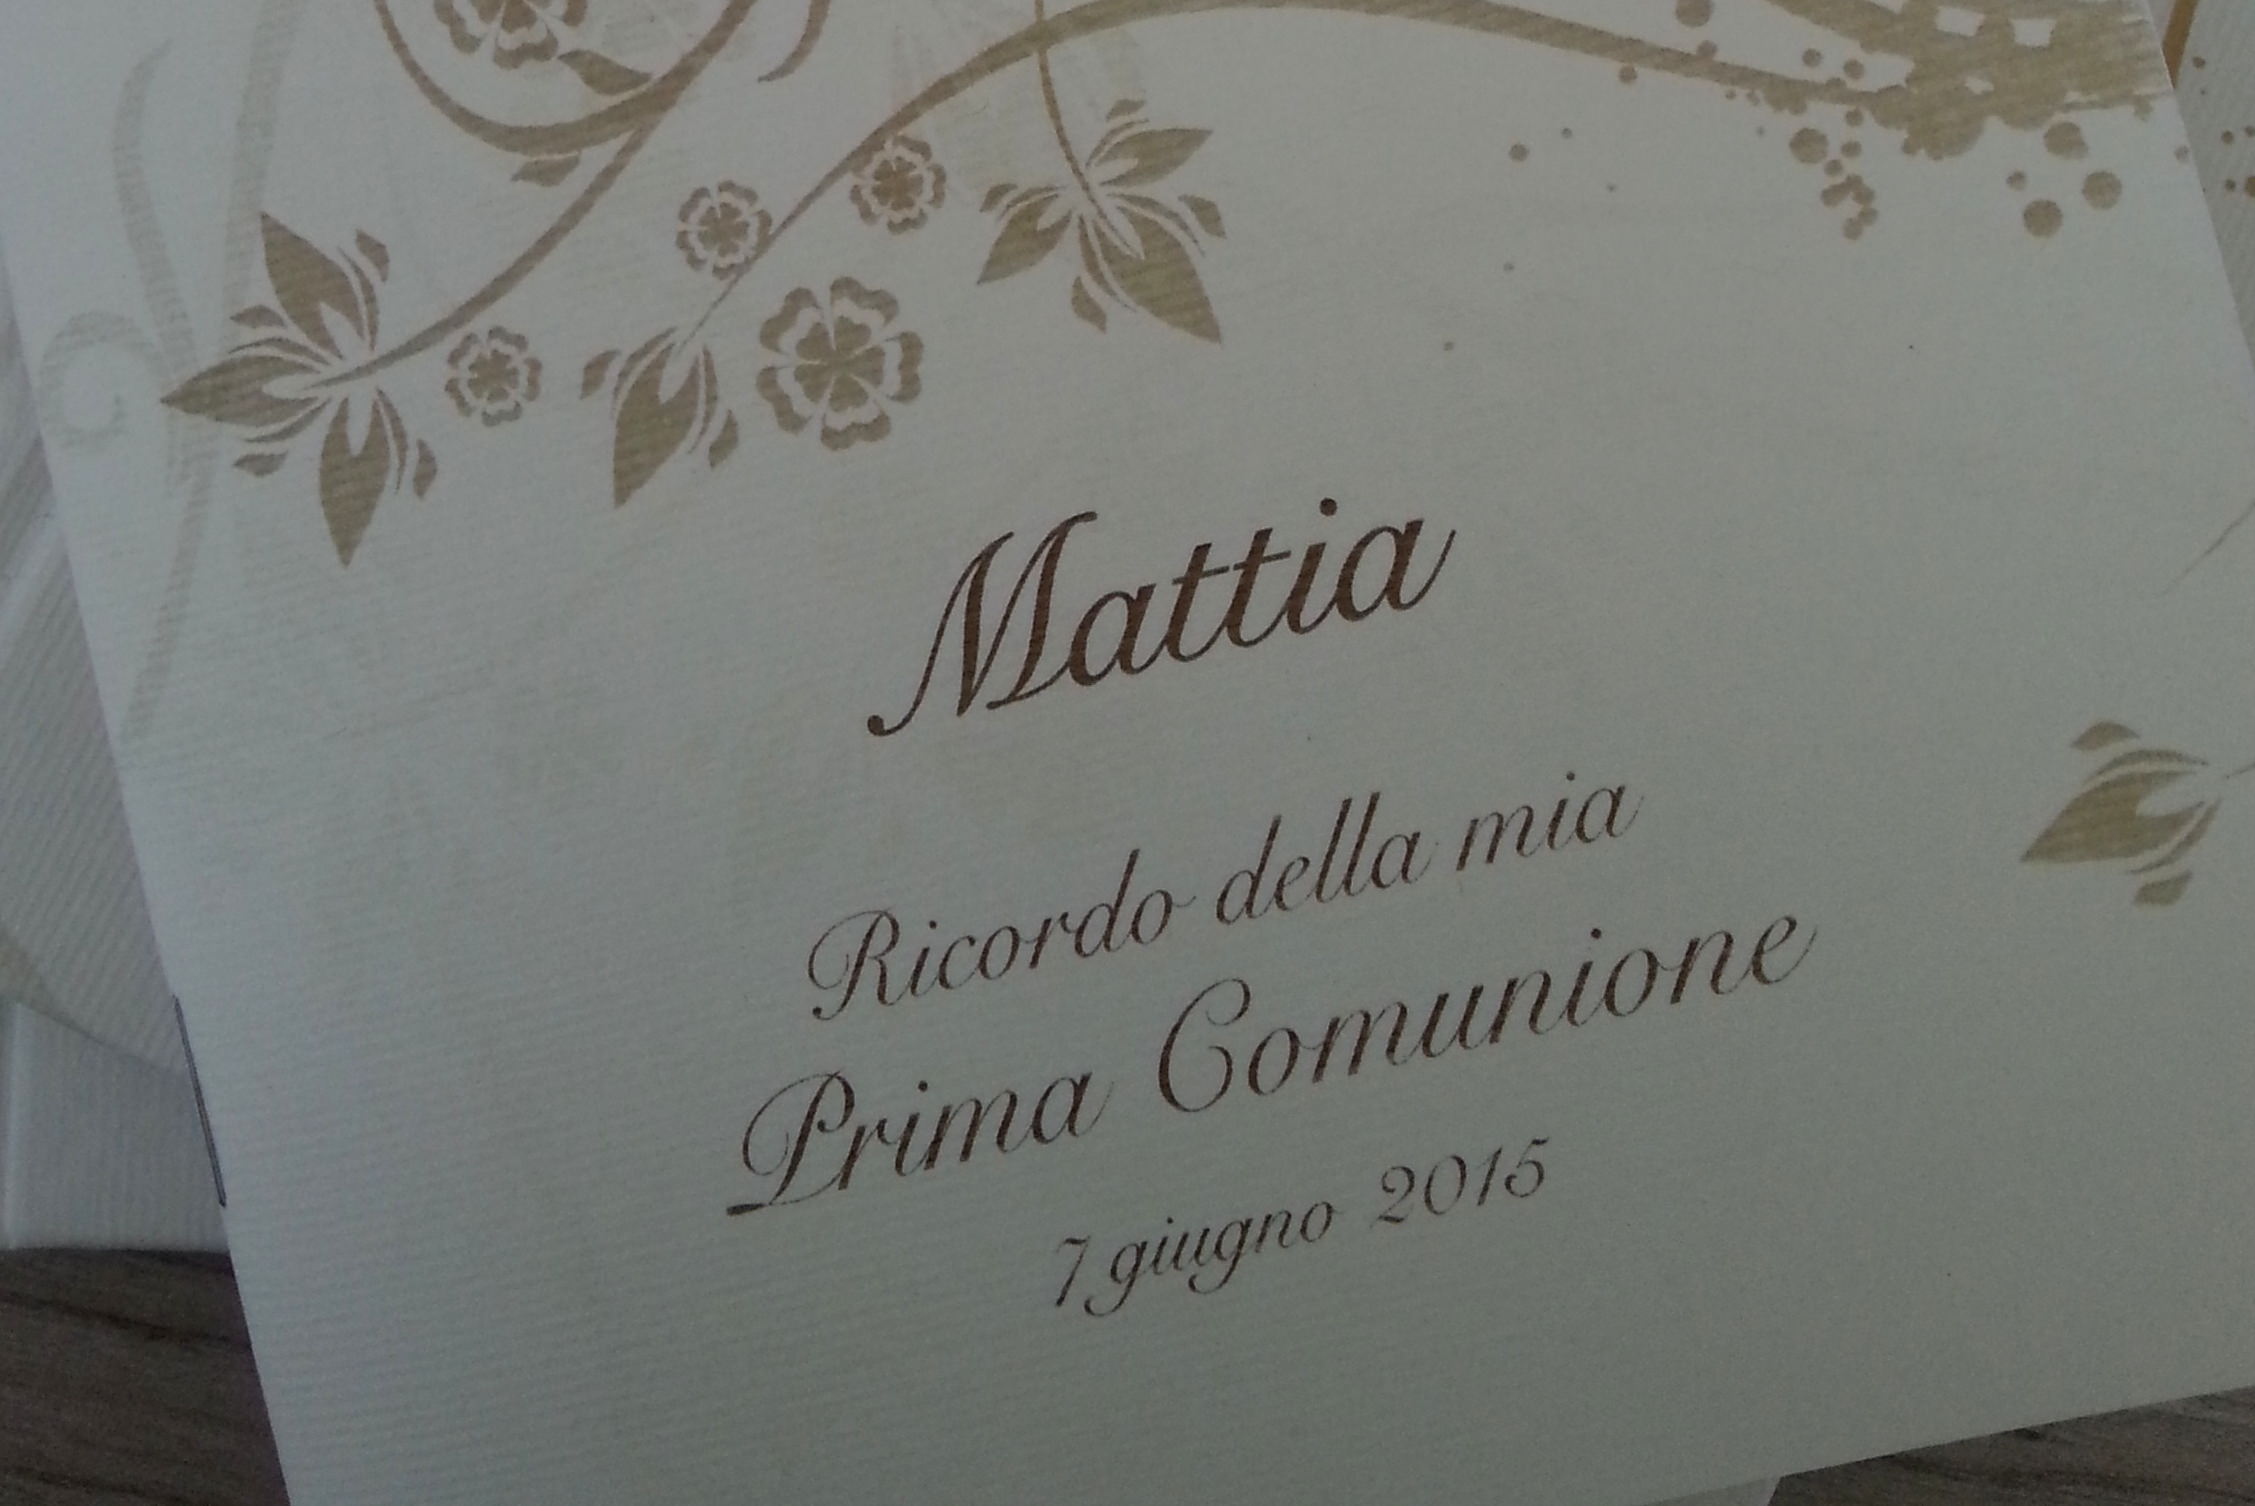 Mattia
Ricordo della mia
Prima Comunione
7 giugno 2015